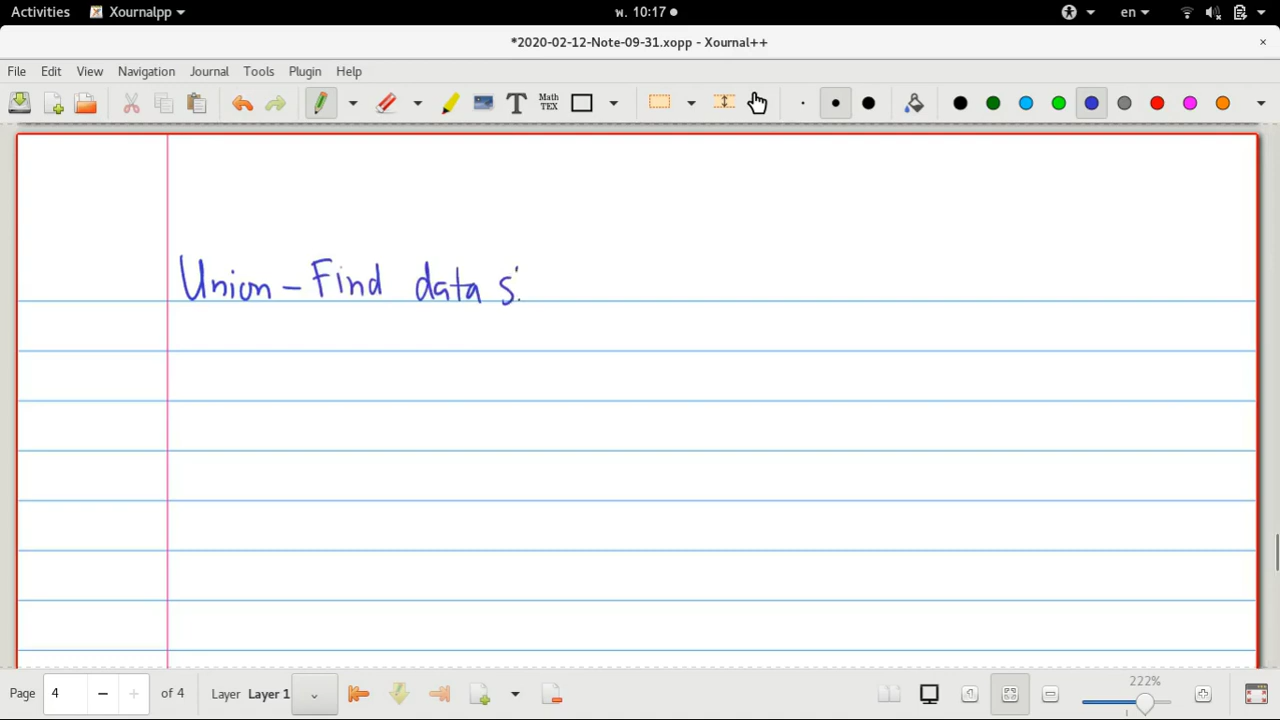 Activities Xournalpp พ. 10:17 en
*2020-02-12-Note-09-31.xopp - Xournal++ ×
File Edit View Navigation Journal Tools Plugin Help
Math TEX
Union - Find data s
Page 4 of 4 Layer Layer 1 222%